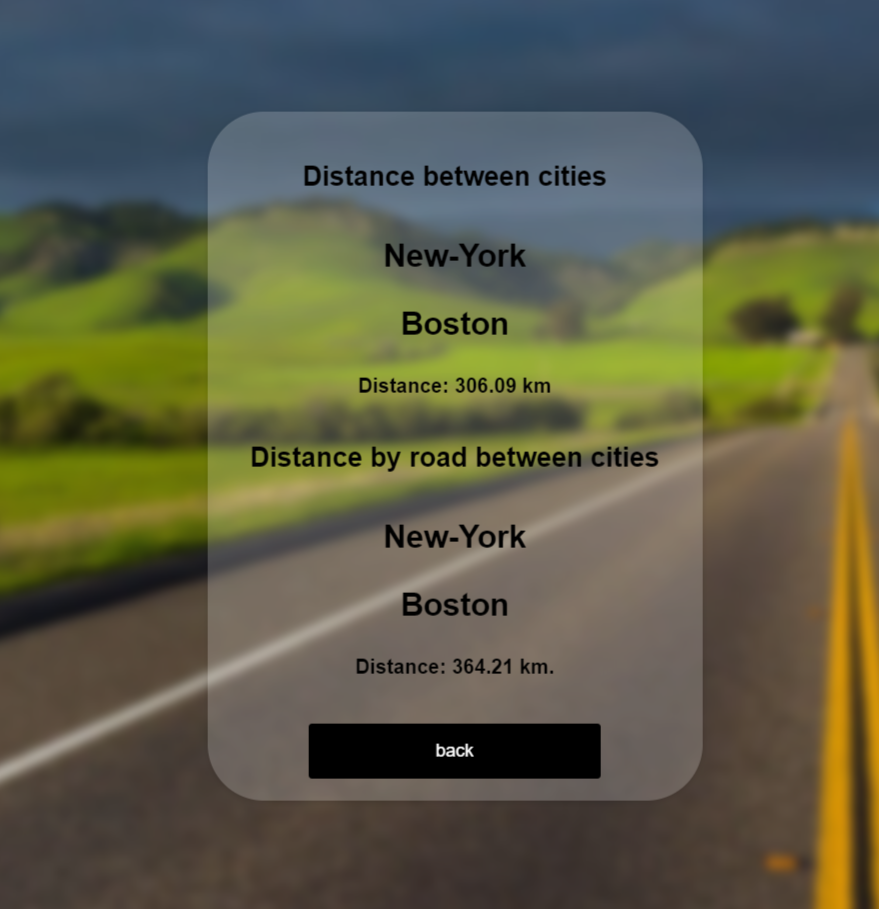 Distance between cities
New-York
Boston
Distance: 306.09 km
Distance by road between cities
New-York
Boston
Distance: 364.21 km.
back